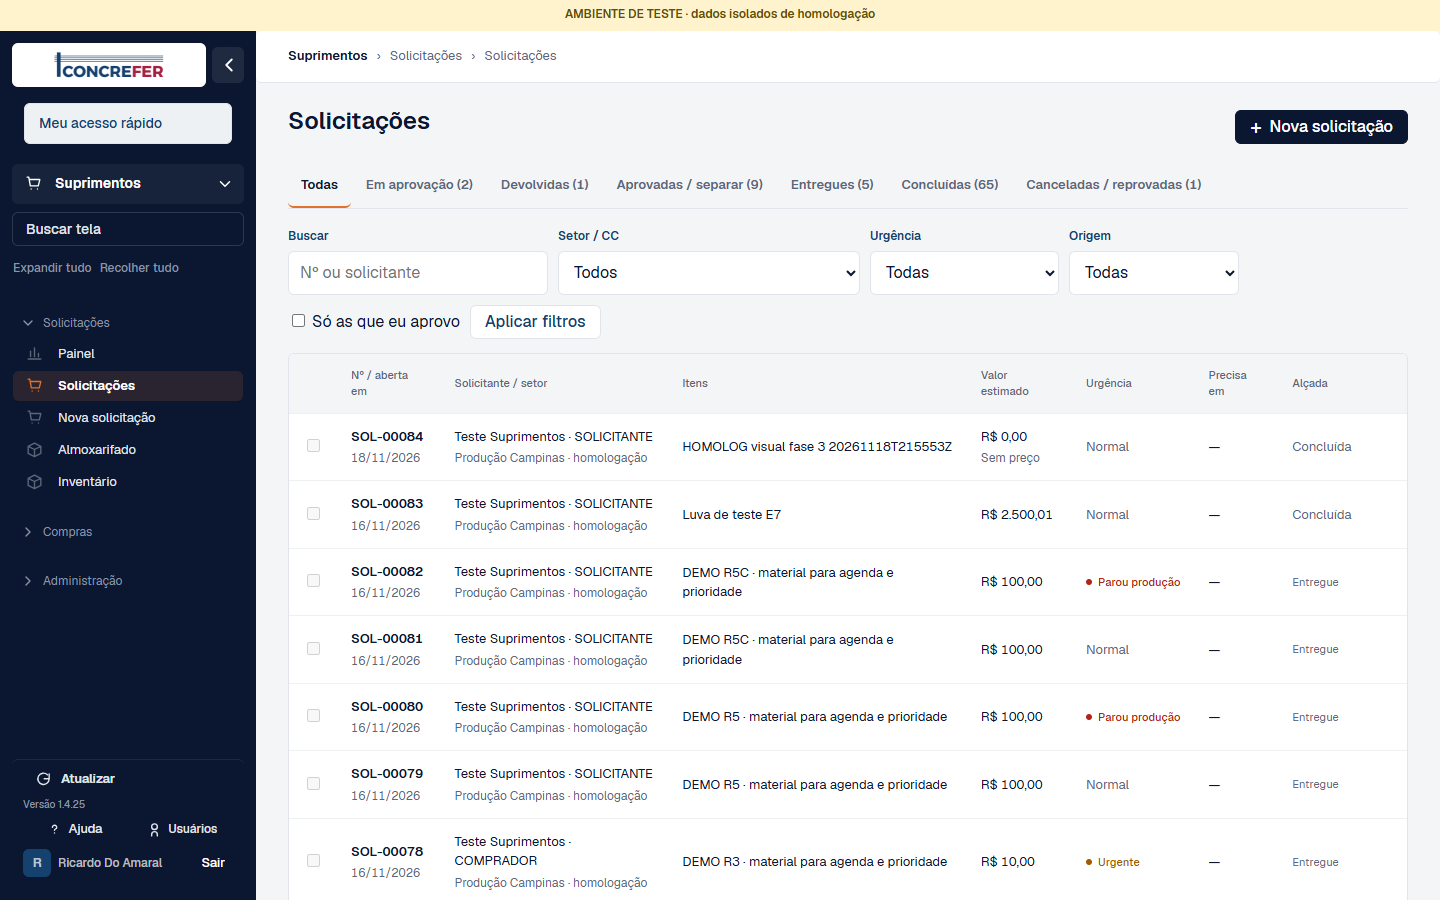 AMBIENTE DE TESTE · dados isolados de homologação
CONCREFER
Meu acesso rápido
Suprimentos
Buscar tela
Expandir tudo Recolher tudo
Solicitações
Painel
Solicitações
Nova solicitação
Almoxarifado
Inventário
Compras
Administração
Atualizar
Versão 1.4.25
? Ajuda Usuários
R Ricardo Do Amaral Sair
Suprimentos › Solicitações › Solicitações
Solicitações
+ Nova solicitação
Todas Em aprovação (2) Devolvidas (1) Aprovadas / separar (9) Entregues (5) Concluídas (65) Canceladas / reprovadas (1)
Buscar Setor / CC Urgência Origem
Nº ou solicitante Todos Todas Todas
Só as que eu aprovo Aplicar filtros
Nº / aberta em Solicitante / setor Itens Valor estimado Urgência Precisa em Alçada
SOL-00084 Teste Suprimentos · SOLICITANTE HOMOLOG visual fase 3 20261118T215553Z R$ 0,00 Normal — Concluída
18/11/2026 Produção Campinas · homologação Sem preço
SOL-00083 Teste Suprimentos · SOLICITANTE Luva de teste E7 R$ 2.500,01 Normal — Concluída
16/11/2026 Produção Campinas · homologação
SOL-00082 Teste Suprimentos · SOLICITANTE DEMO R5C · material para agenda e prioridade R$ 100,00 Parou produção — Entregue
16/11/2026 Produção Campinas · homologação
SOL-00081 Teste Suprimentos · SOLICITANTE DEMO R5C · material para agenda e prioridade R$ 100,00 Normal — Entregue
16/11/2026 Produção Campinas · homologação
SOL-00080 Teste Suprimentos · SOLICITANTE DEMO R5 · material para agenda e prioridade R$ 100,00 Parou produção — Entregue
16/11/2026 Produção Campinas · homologação
SOL-00079 Teste Suprimentos · SOLICITANTE DEMO R5 · material para agenda e prioridade R$ 100,00 Normal — Entregue
16/11/2026 Produção Campinas · homologação
SOL-00078 Teste Suprimentos · COMPRADOR DEMO R3 · material para agenda e prioridade R$ 10,00 Urgente — Entregue
16/11/2026 Produção Campinas · homologação